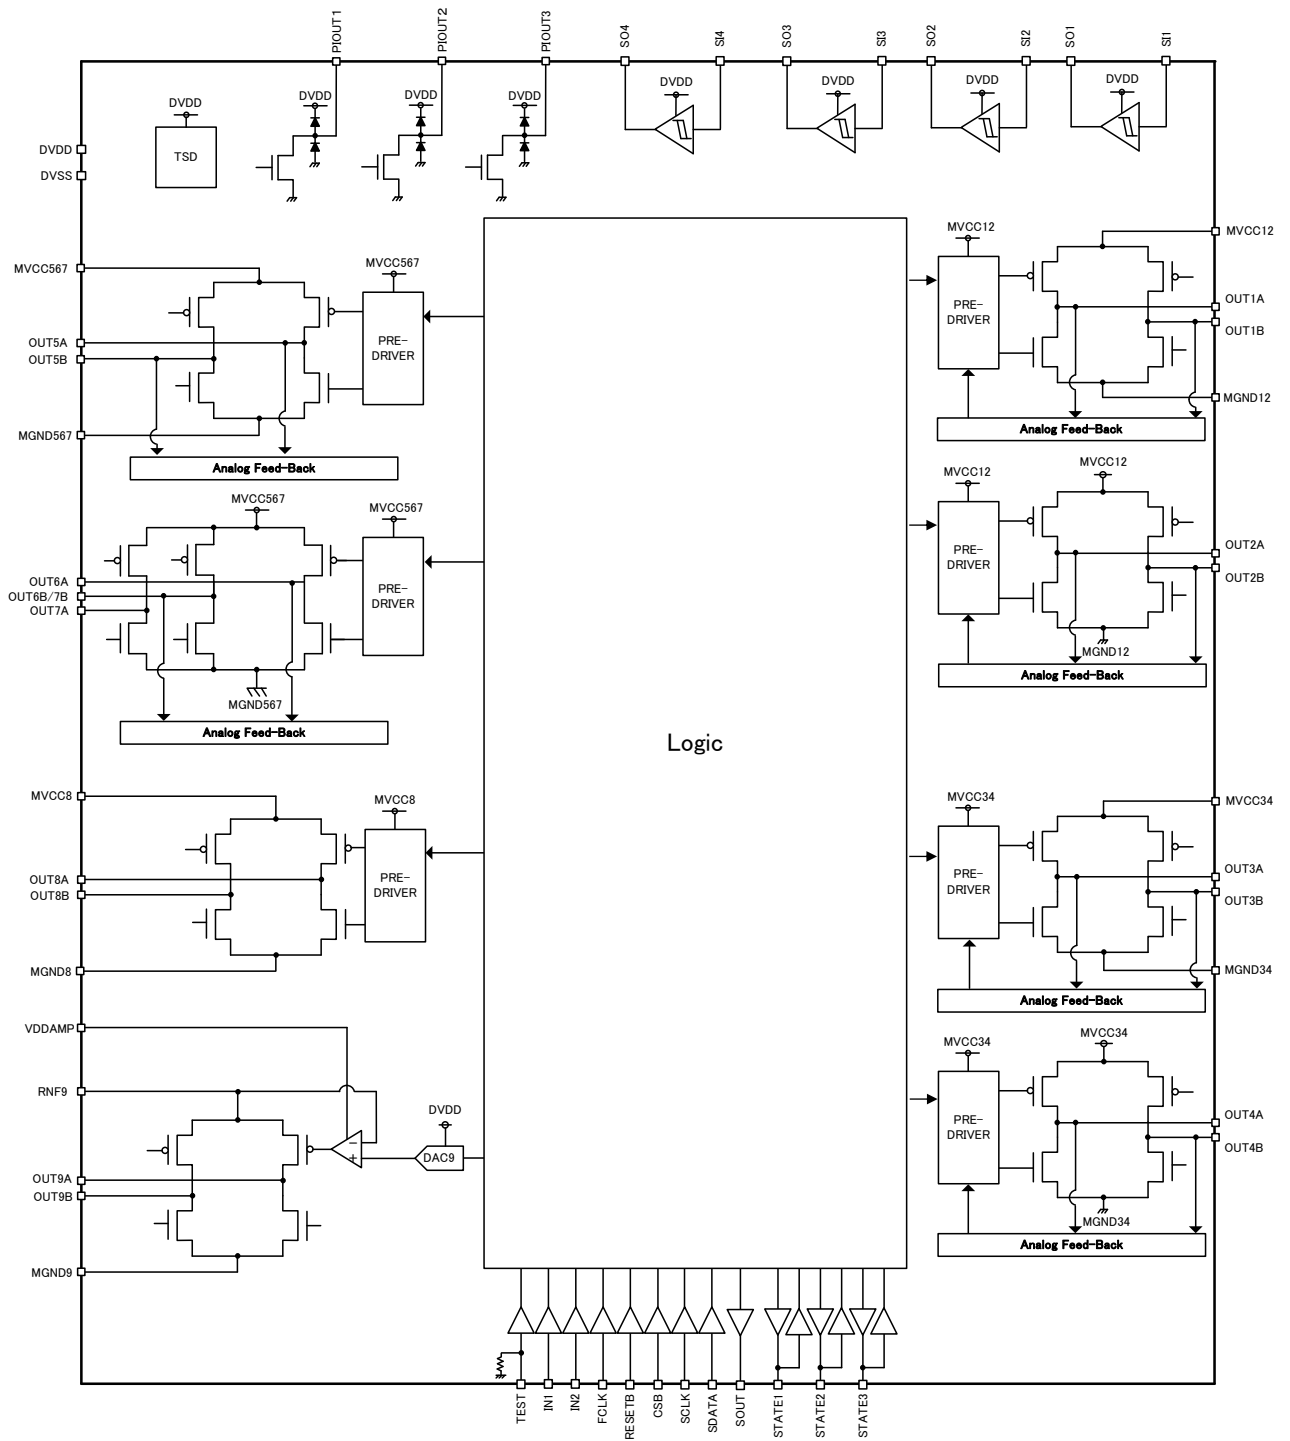 PIOUT1
PIOUT2
PIOUT3
SO4
SI4
SO3
SI3
SO2
SI2
SO1
SI1
DVDD
DVDD
DVDD
DVDD
DVDD
DVDD
DVDD
DVDD
TSD
DVDD
DVSS
MVCC567
MVCC567
PRE-
DRIVER
OUT5A
OUT5B
MGND567
Analog Feed-Back
MVCC567
MVCC567
PRE-
DRIVER
OUT6A
OUT6B/7B
OUT7A
MGND567
Analog Feed-Back
MVCC8
MVCC8
PRE-
DRIVER
OUT8A
OUT8B
MGND8
VDDAMP
RNF9
DVDD
DAC9
−
+
OUT9A
OUT9B
MGND9
Logic
MVCC12
MVCC12
PRE-
DRIVER
OUT1A
OUT1B
MGND12
Analog Feed-Back
MVCC12
MVCC12
PRE-
DRIVER
OUT2A
OUT2B
MGND12
Analog Feed-Back
MVCC34
MVCC34
PRE-
DRIVER
OUT3A
OUT3B
MGND34
Analog Feed-Back
MVCC34
MVCC34
PRE-
DRIVER
OUT4A
OUT4B
MGND34
Analog Feed-Back
TEST
IN1
IN2
FCLK
RESETB
CSB
SCLK
SDATA
SOUT
STATE1
STATE2
STATE3